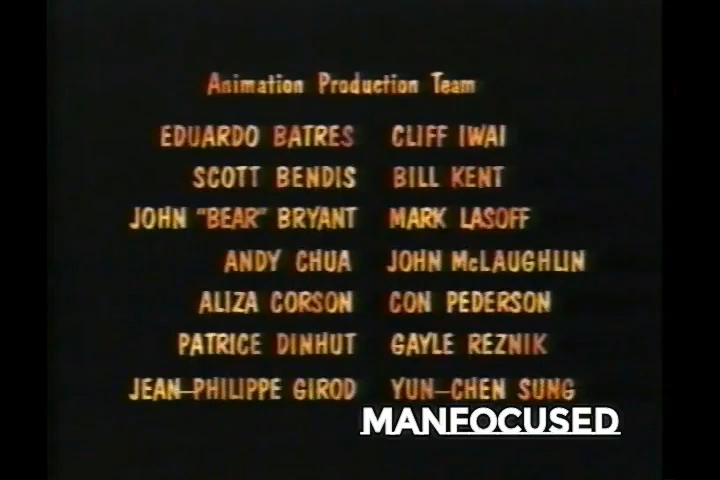 Animation Production Team
EDUARDO BATRES CLIFF IWAI
SCOTT BENDIS BILL KENT
JOHN "BEAR" BRYANT MARK LASOFF
ANDY CHUA JOHN McLAUGHLIN
ALIZA CORSON CON PEDERSON
PATRICE DINHUT GAYLE REZNIK
JEAN-PHILIPPE GIROD YUN-CHEN SUNG
MANFOCUSED